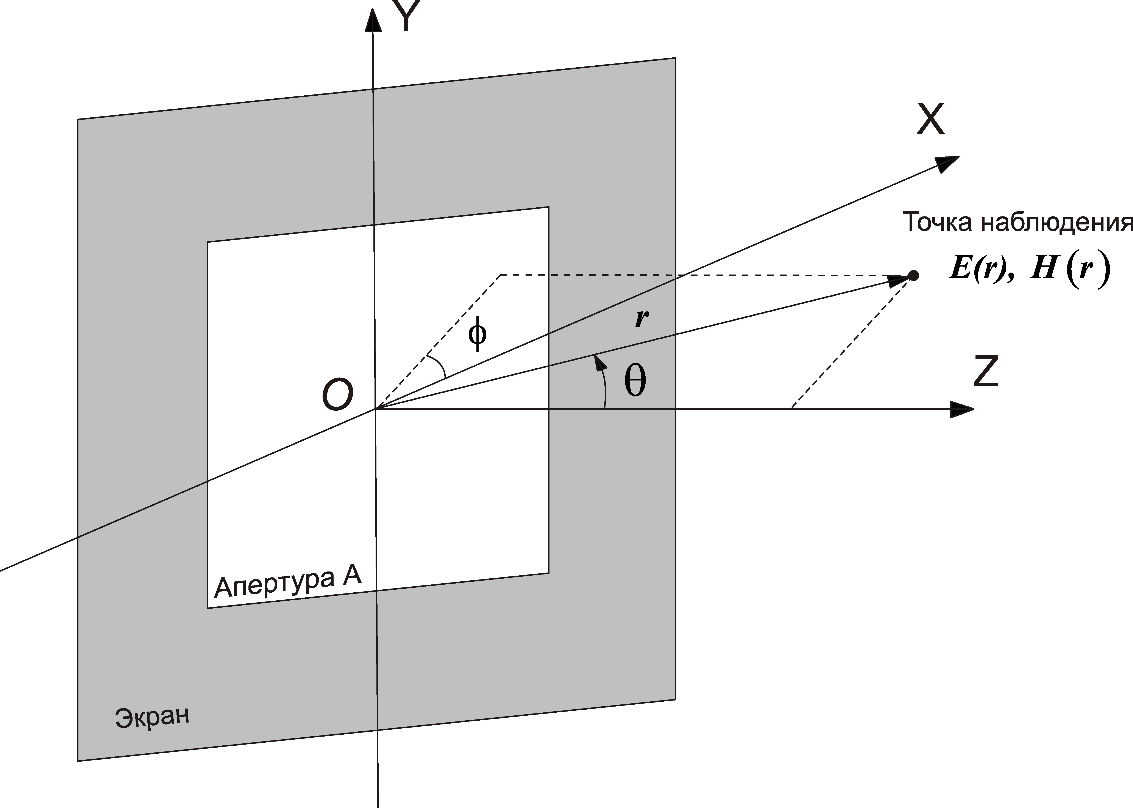 Y
X
Точка наблюдения
E(r), H(r)
ϕ
r
Z
θ
O
Апертура А
Экран